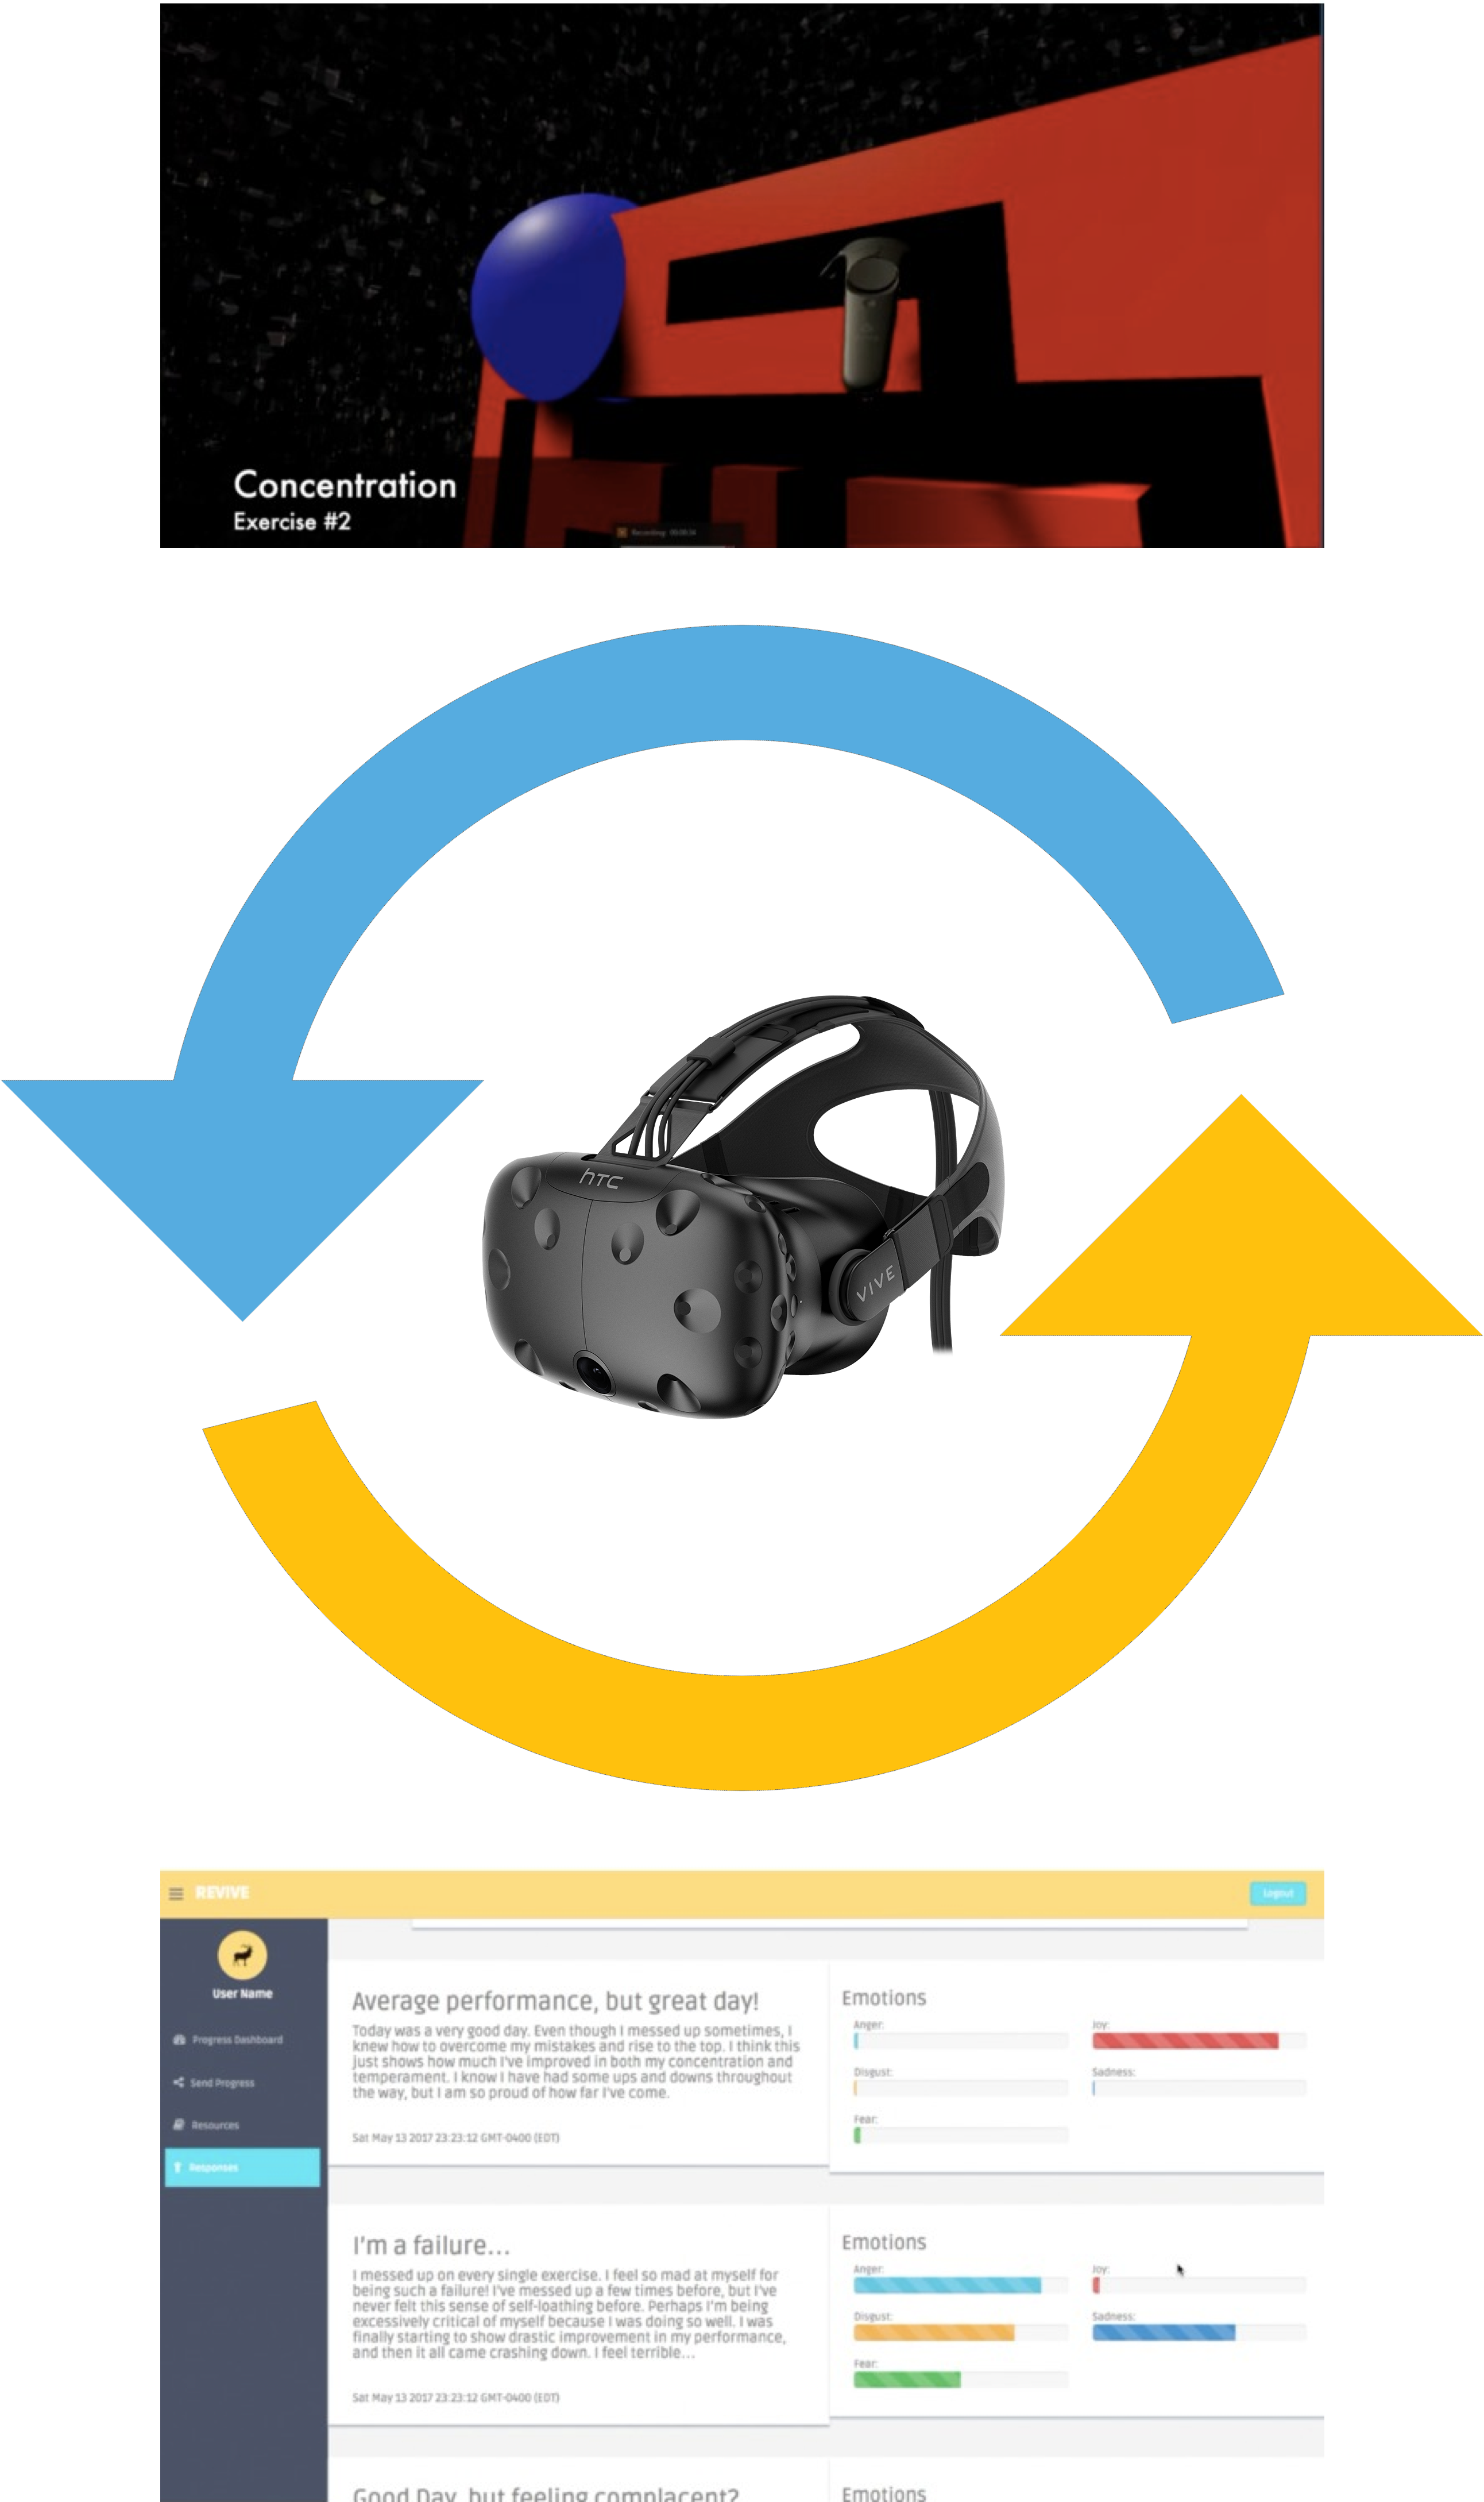 Concentration
Exercise #2
Recording: 00:00:34
hTC
VIVE
REVIVE
Logout
User Name
Progress Dashboard
Send Progress
Resources
Responses
Average performance, but great day!
Today was a very good day. Even though I messed up sometimes, I
knew how to overcome my mistakes and rise to the top. I think this
just shows how much I've improved in both my concentration and
temperament. I know I have had some ups and downs throughout
the way, but I am so proud of how far I've come.
Sat May 13 2017 23:23:12 GMT-0400 (EDT)
Emotions
Anger:
Joy:
Disgust:
Sadness:
Fear:
I'm a failure...
I messed up on every single exercise. I feel so mad at myself for
being such a failure! I've messed up a few times before, but I've
never felt this sense of self-loathing before. Perhaps I'm being
excessively critical of myself because I was doing so well. I was
finally starting to show drastic improvement in my performance,
and then it all came crashing down. I feel terrible...
Sat May 13 2017 23:23:12 GMT-0400 (EDT)
Emotions
Anger:
Joy:
Disgust:
Sadness:
Fear:
Good Day, but feeling complacent?
Emotions